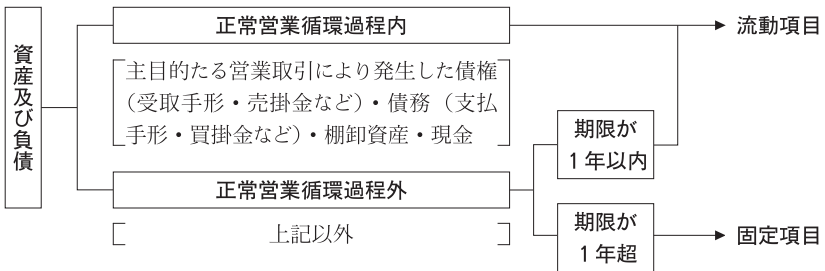 資産及び負債
正常営業循環過程内
主目的たる営業取引により発生した債権
（受取手形・売掛金など）・債務（支払
手形・買掛金など）・棚卸資産・現金
正常営業循環過程外
上記以外
期限が
１年以内
期限が
１年超
流動項目
固定項目